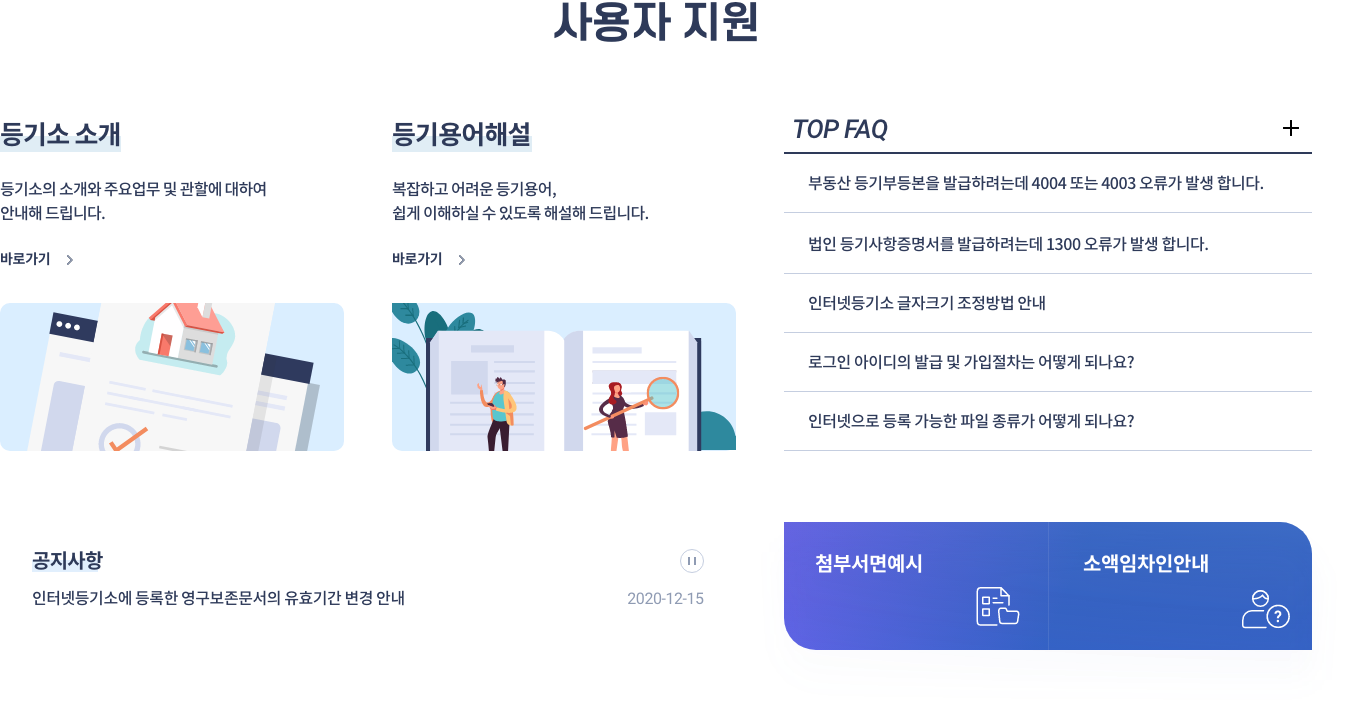 사용자 지원
등기소 소개
등기소의 소개와 주요업무 및 관할에 대하여
안내해 드립니다.
바로가기
등기용어해설
복잡하고 어려운 등기용어,
쉽게 이해하실 수 있도록 해설해 드립니다.
바로가기
TOP FAQ
부동산 등기부등본을 발급하려는데 4004 또는 4003 오류가 발생 합니다.
법인 등기사항증명서를 발급하려는데 1300 오류가 발생 합니다.
인터넷등기소 글자크기 조정방법 안내
로그인 아이디의 발급 및 가입절차는 어떻게 되나요?
인터넷으로 등록 가능한 파일 종류가 어떻게 되나요?
공지사항
인터넷등기소에 등록한 영구보존문서의 유효기간 변경 안내 2020-12-15
첨부서면예시
소액임차인안내